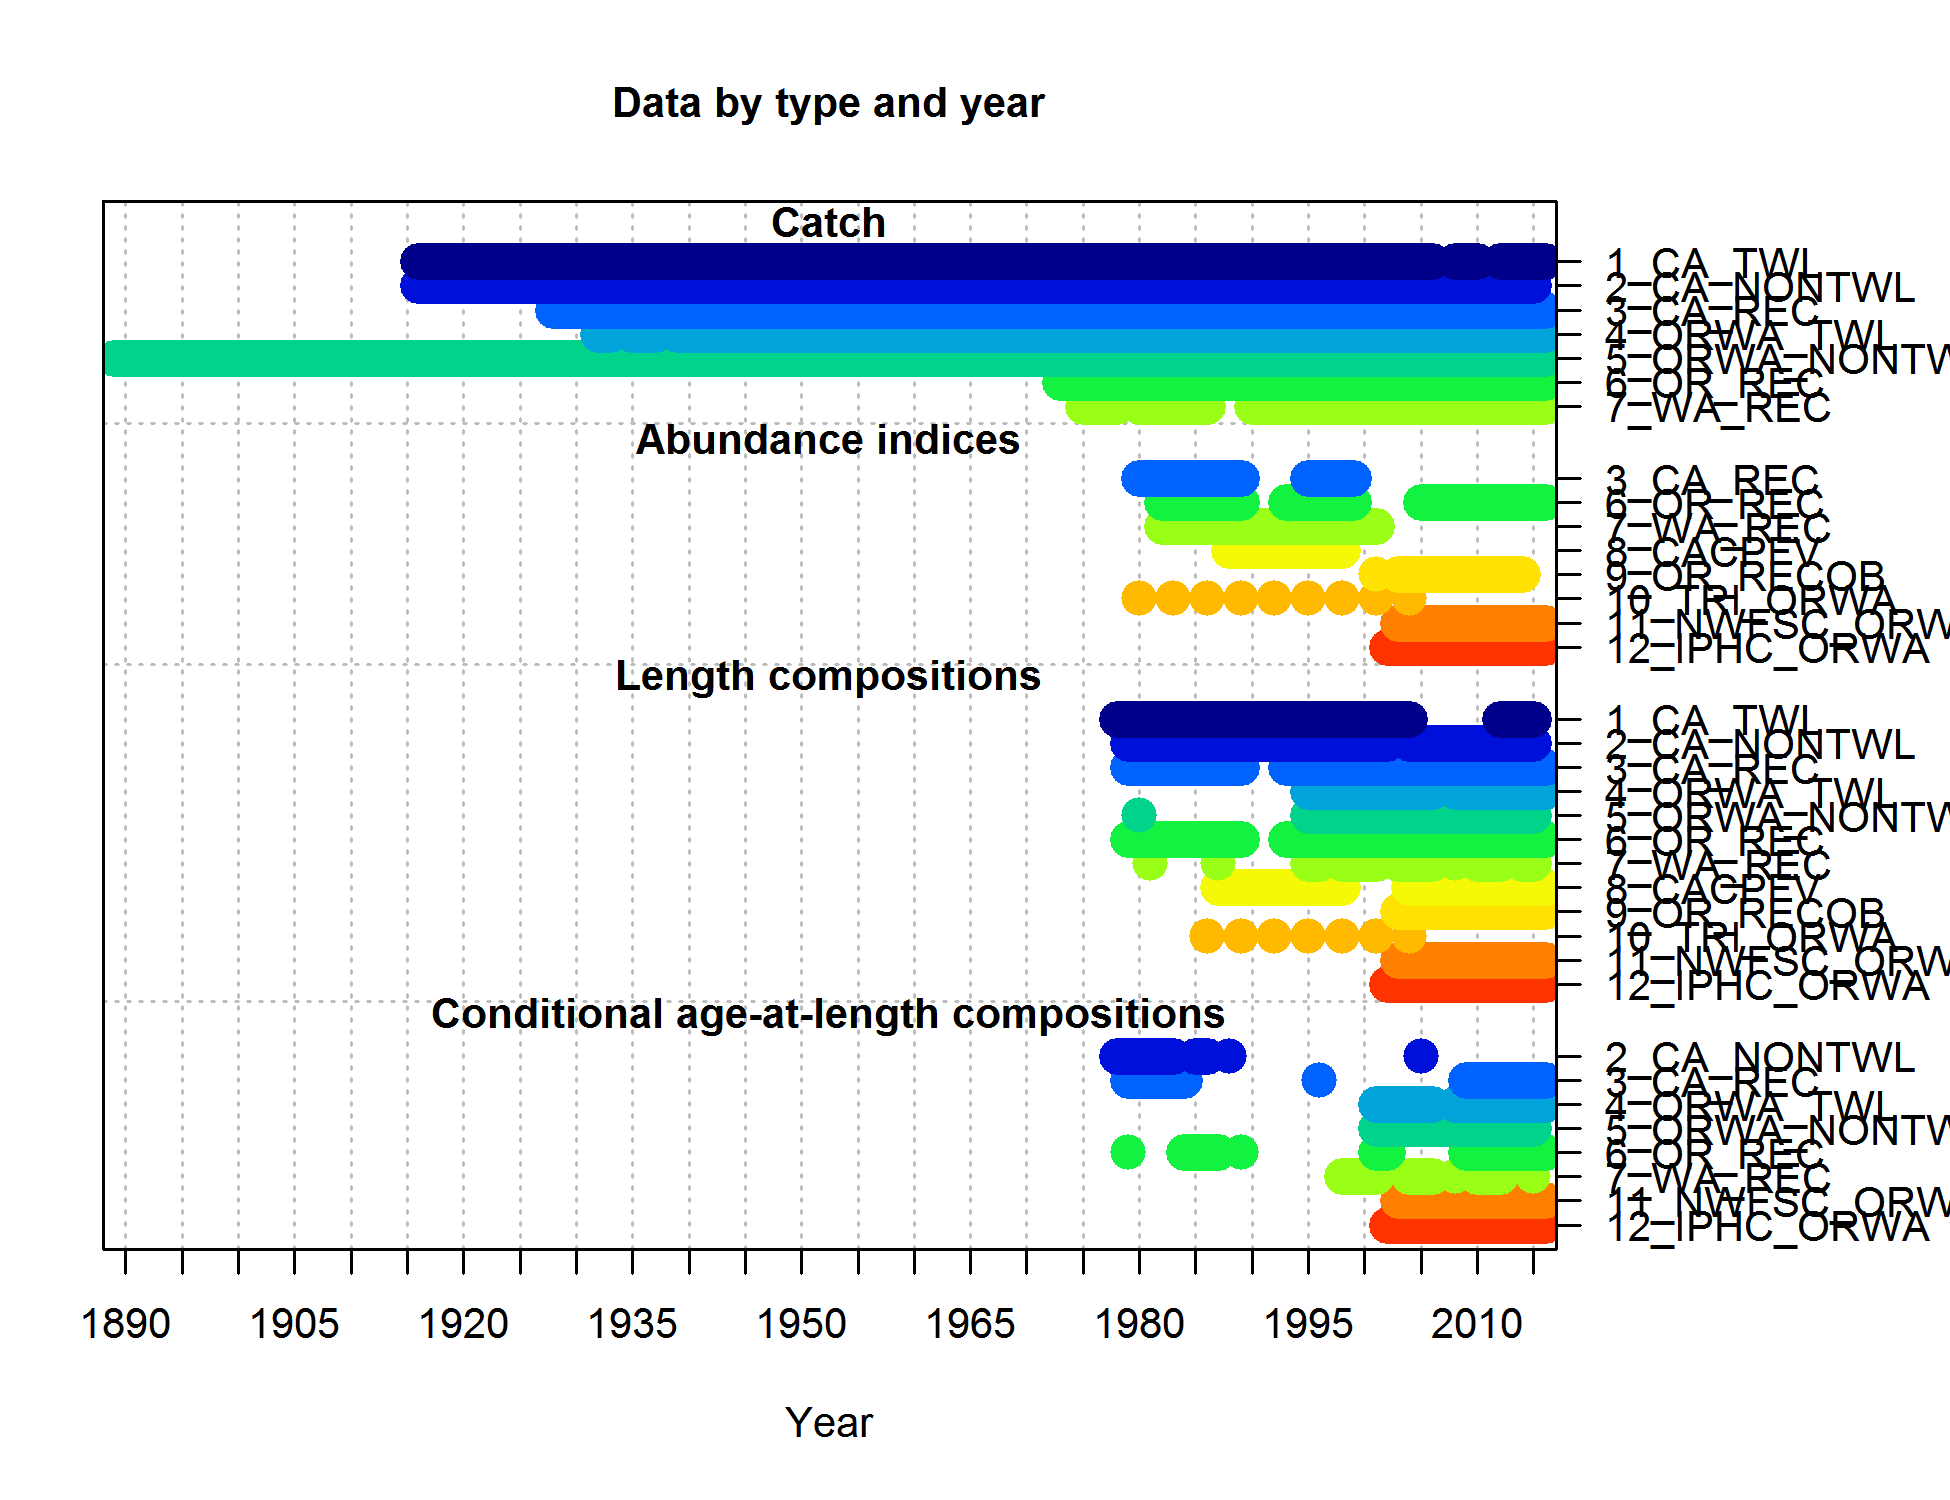 Data by type and year
Catch
1_CA_TWL
2_CA_NONTWL
3_CA_REC
4_ORWA_TWL
5_ORWA_NONTW
6_OR_REC
7_WA_REC
Abundance indices
3_CA_REC
6_OR_REC
7_WA_REC
8_CACPFV
9_OR_RECOB
10_TRI_ORWA
11_NWFSC_ORW
12_IPHC_ORWA
Length compositions
1_CA_TWL
2_CA_NONTWL
3_CA_REC
4_ORWA_TWL
5_ORWA_NONTW
6_OR_REC
7_WA_REC
8_CACPFV
9_OR_RECOB
10_TRI_ORWA
11_NWFSC_ORW
12_IPHC_ORWA
Conditional age-at-length compositions
2_CA_NONTWL
3_CA_REC
4_ORWA_TWL
5_ORWA_NONTW
6_OR_REC
7_WA_REC
11_NWFSC_ORW
12_IPHC_ORWA
1890 1905 1920 1935 1950 1965 1980 1995 2010
Year